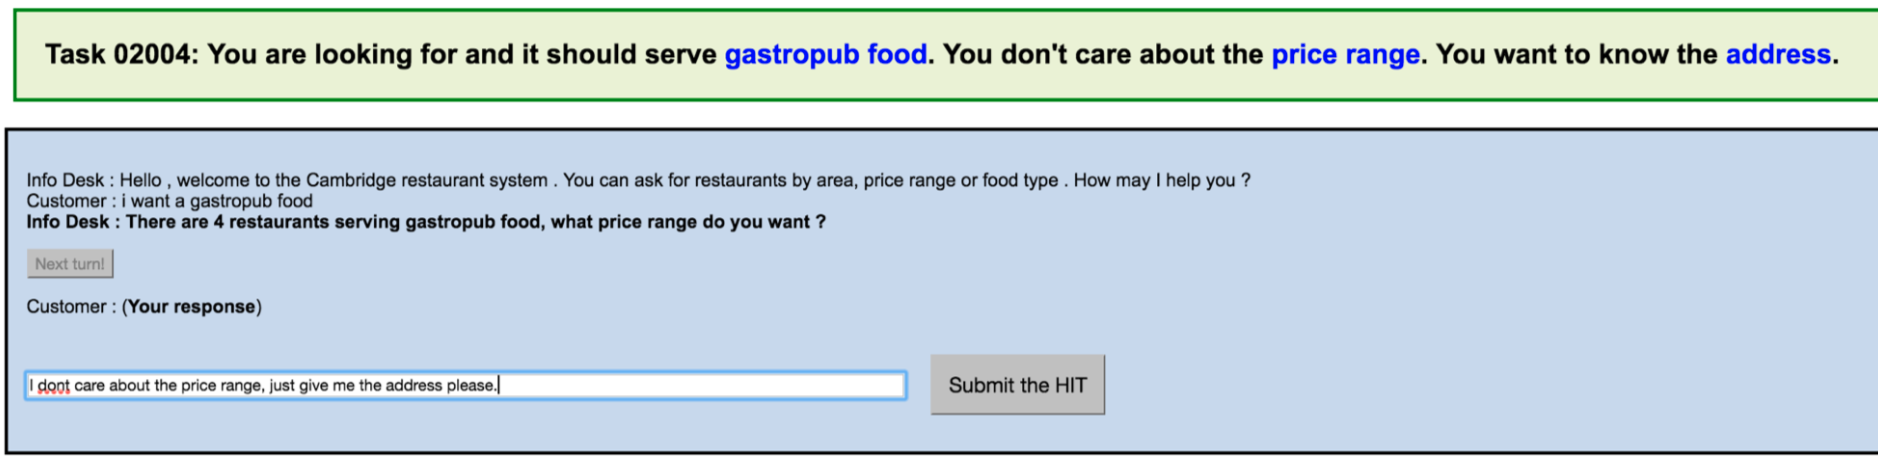 Task 02004: You are looking for and it should serve gastropub food. You don't care about the price range. You want to know the address.
Info Desk : Hello , welcome to the Cambridge restaurant system . You can ask for restaurants by area, price range or food type . How may I help you ?
Customer : i want a gastropub food
Info Desk : There are 4 restaurants serving gastropub food, what price range do you want ?
Next turn!
Customer : (Your response)
I dont care about the price range, just give me the address please.
Submit the HIT